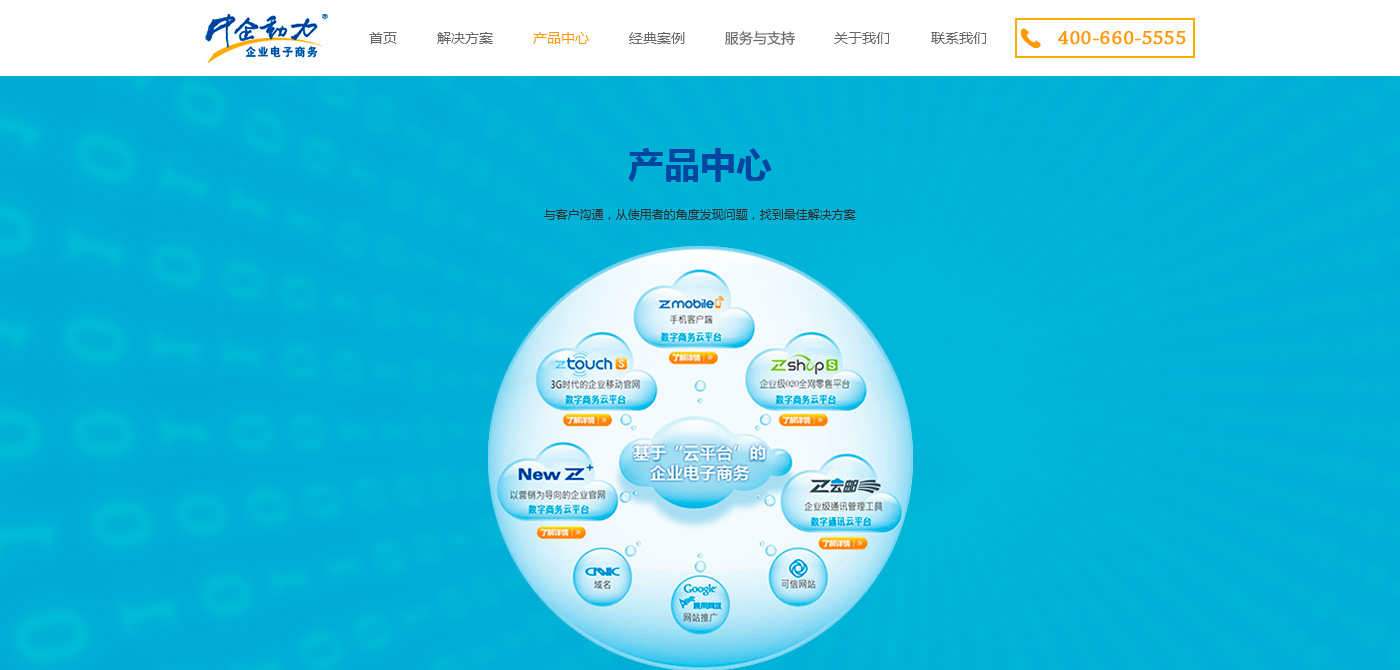 中企動力®
企业电子商务
首页 解决方案 产品中心 经典案例 服务与支持 关于我们 联系我们 400-660-5555
产品中心
与客户沟通，从使用者的角度发现问题，找到最佳解决方案
Zmobile
手机客户端
数字商务云平台
了解详情 »
ztouch S
3G时代的企业移动官网
数字商务云平台
了解详情 »
Zshop S
企业级O2O全网零售平台
数字商务云平台
了解详情 »
基于“云平台”的
企业电子商务
New Z+
以营销为导向的企业官网
数字商务云平台
了解详情 »
Z云邮
企业级通讯管理工具
数字通讯云平台
了解详情 »
CNNIC
域名
Google
腾讯网媒
网站推广
可信网站